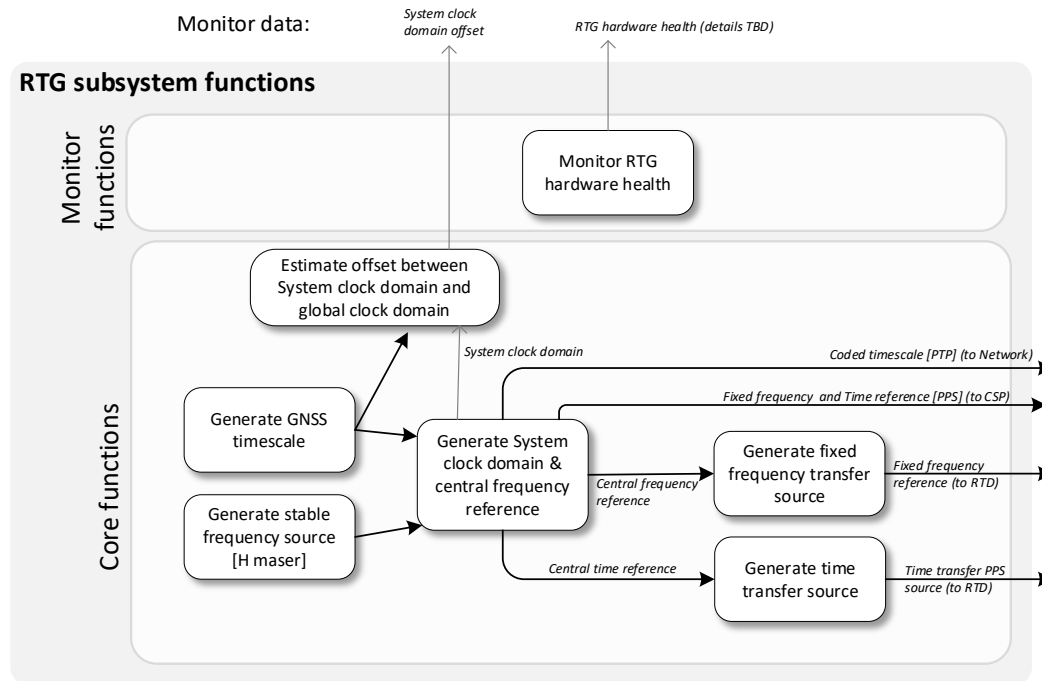 Monitor data:
System clock
domain offset
RTG hardware health (details TBD)
RTG subsystem functions
Monitor
functions
Monitor RTG
hardware health
Core functions
Estimate offset between
System clock domain and
global clock domain
System clock domain
Coded timescale [PTP] (to Network)
Fixed frequency and Time reference [PPS] (to CSP)
Generate GNSS
timescale
Generate System
clock domain &
central frequency
reference
Central frequency
reference
Generate fixed
frequency transfer
source
Fixed frequency
reference (to RTD)
Generate stable
frequency source
[H maser]
Central time reference
Generate time
transfer source
Time transfer PPS
source (to RTD)